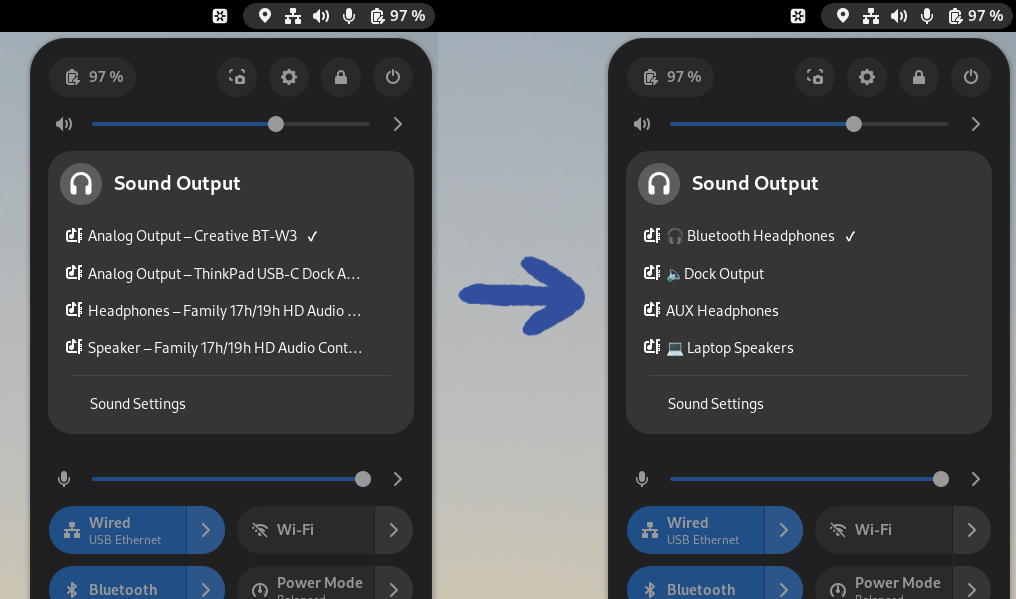 97 %
97 %
Sound Output
Analog Output – Creative BT-W3 ✓
Analog Output – ThinkPad USB-C Dock A…
Headphones – Family 17h/19h HD Audio …
Speaker – Family 17h/19h HD Audio Cont…
Sound Settings
Wired
USB Ethernet
Wi-Fi
Bluetooth
Power Mode
Balanced
97 %
97 %
Sound Output
🎧 Bluetooth Headphones ✓
🔈 Dock Output
AUX Headphones
💻 Laptop Speakers
Sound Settings
Wired
USB Ethernet
Wi-Fi
Bluetooth
Power Mode
Balanced